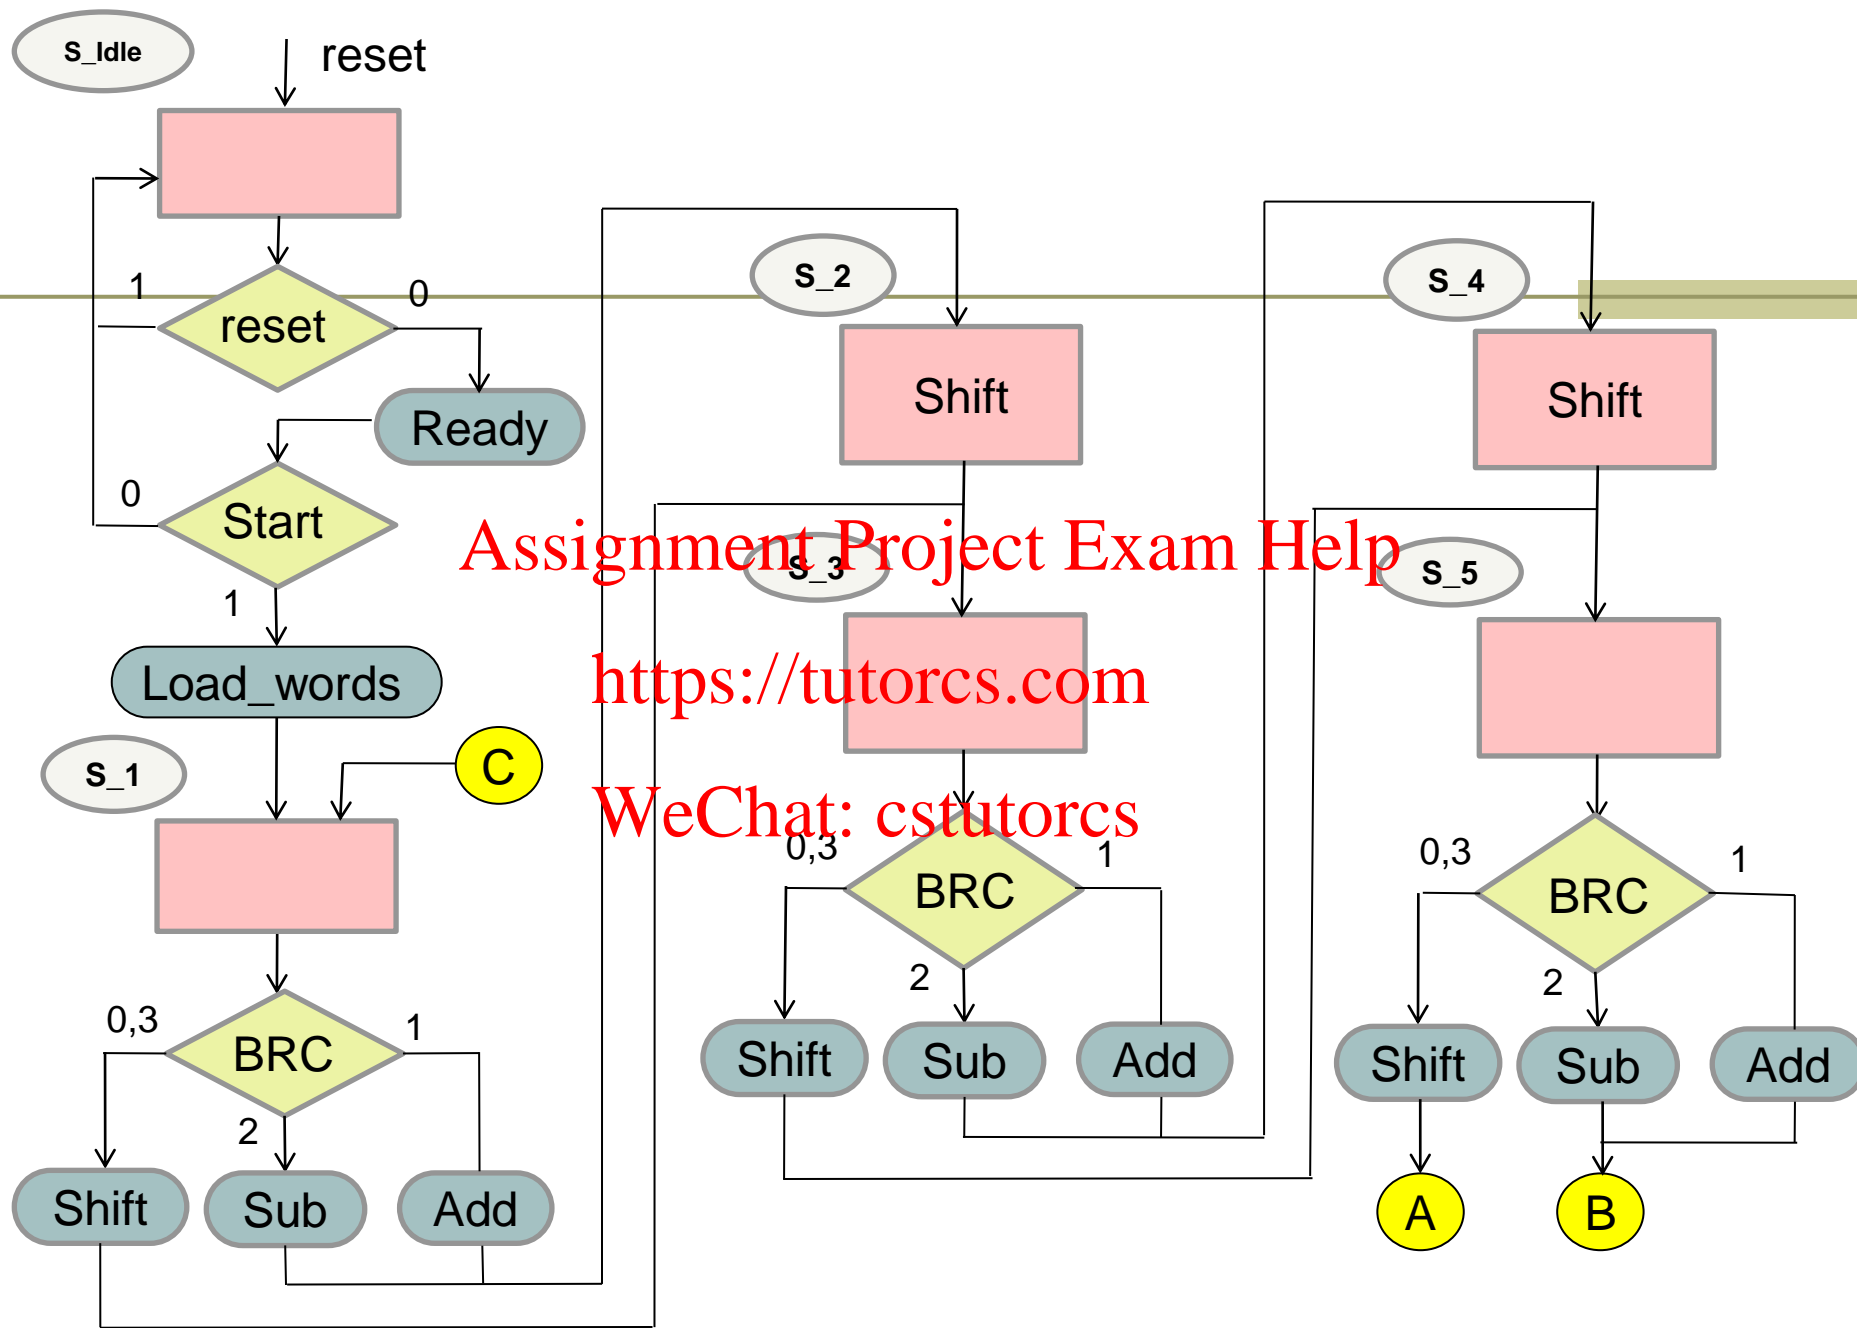 S_Idle
reset
1
reset
0
Ready
0
Start
1
Load_words
S_1
C
0,3
BRC
1
2
Shift
Sub
Add
S_2
Shift
S_3
0,3
BRC
1
2
Shift
Sub
Add
S_4
Shift
S_5
0,3
BRC
1
2
Shift
Sub
Add
A
B
Assignment Project Exam Help
https://tutorcs.com
WeChat: cstutorcs